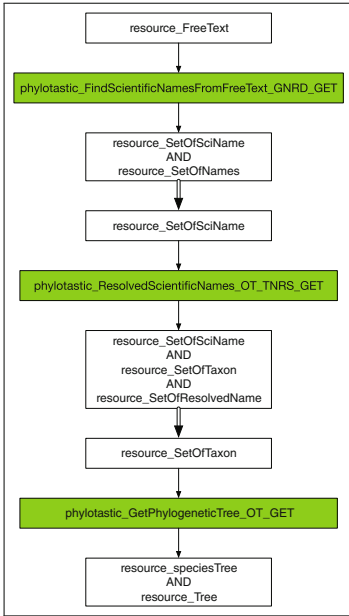 resource_FreeText
phylotastic_FindScientificNamesFromFreeText_GNRD_GET
resource_SetOfSciName
AND
resource_SetOfNames
resource_SetOfSciName
phylotastic_ResolvedScientificNames_OT_TNRS_GET
resource_SetOfSciName
AND
resource_SetOfTaxon
AND
resource_SetOfResolvedName
resource_SetOfTaxon
phylotastic_GetPhylogeneticTree_OT_GET
resource_speciesTree
AND
resource_Tree